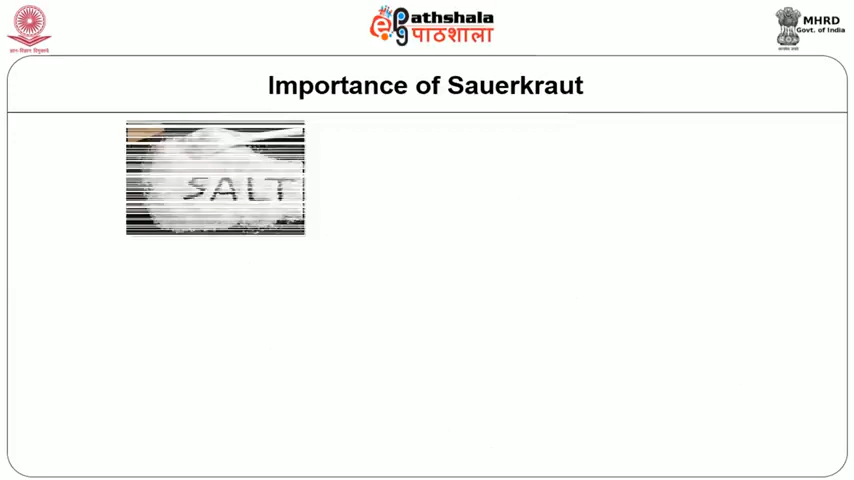 ePathshala
पाठशाला
MHRD
Govt. of India
Importance of Sauerkraut
SALT